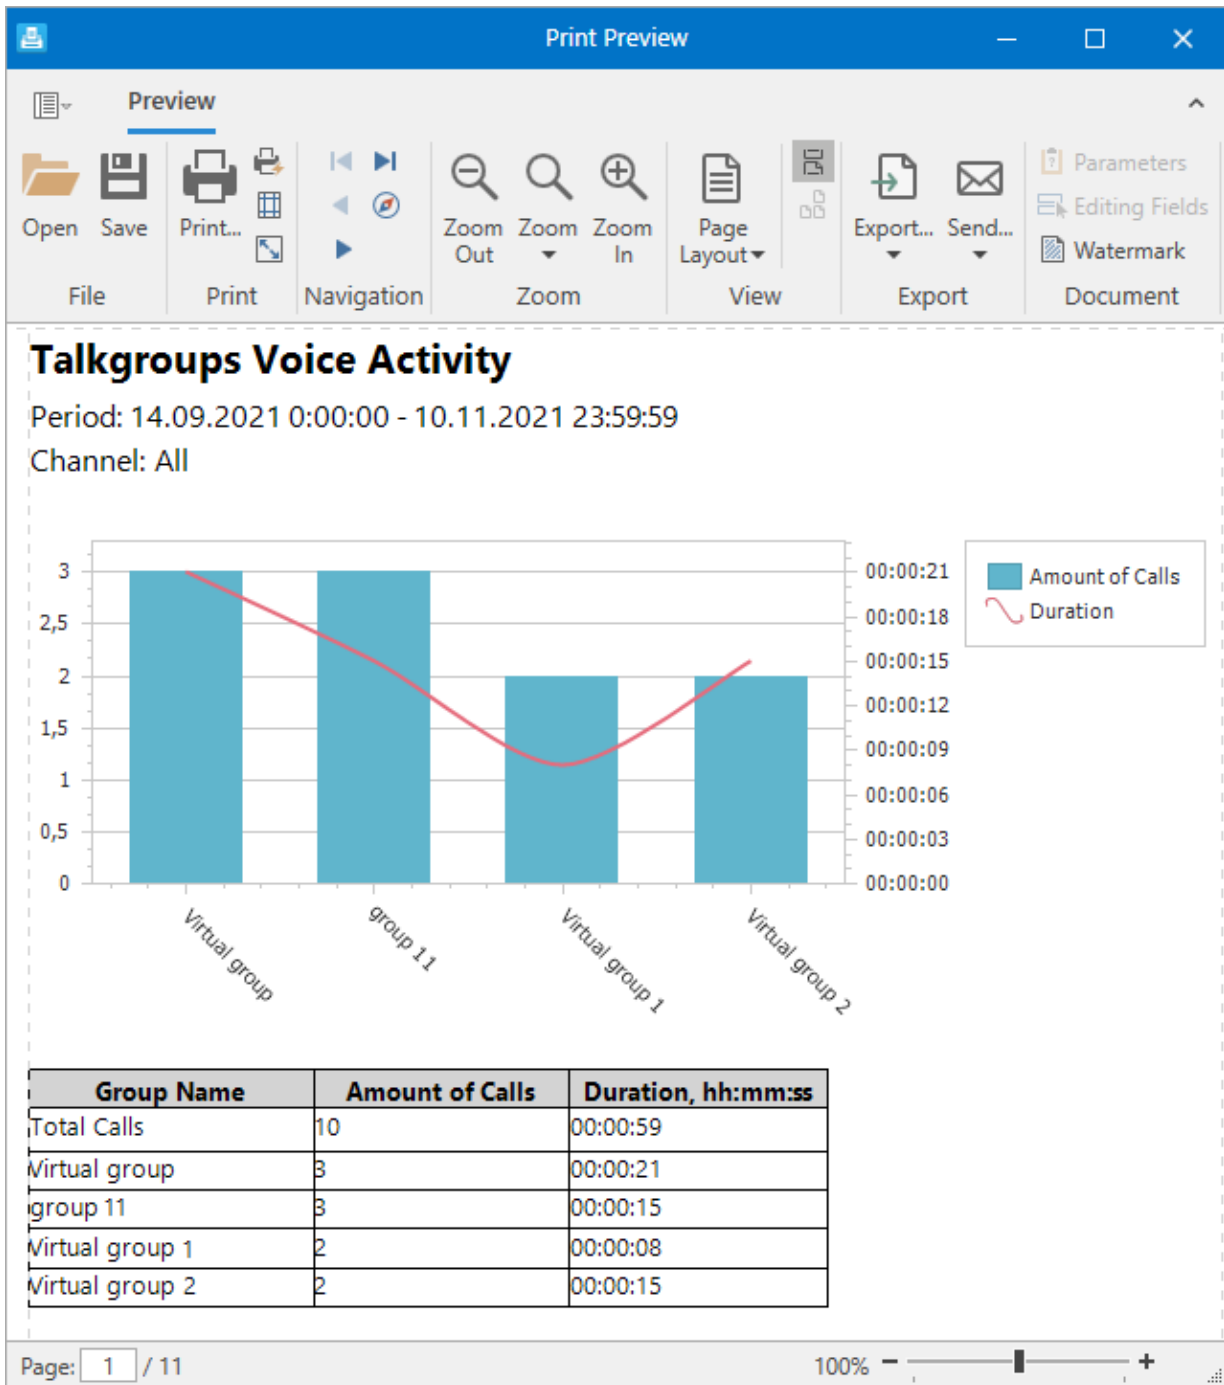 Print Preview
Preview
Open Save Print... Zoom Out Zoom Zoom In Page Layout Export... Send... Parameters
Editing Fields
Watermark
File Print Navigation Zoom View Export Document
Talkgroups Voice Activity
Period: 14.09.2021 0:00:00 - 10.11.2021 23:59:59
Channel: All
3
2,5
2
1,5
1
0,5
0
00:00:21
00:00:18
00:00:15
00:00:12
00:00:09
00:00:06
00:00:03
00:00:00
Amount of Calls
Duration
Virtual group
group 11
Virtual group 1
Virtual group 2
Group Name Amount of Calls Duration, hh:mm:ss
Total Calls 10 00:00:59
Virtual group 3 00:00:21
group 11 3 00:00:15
Virtual group 1 2 00:00:08
Virtual group 2 2 00:00:15
Page: 1 / 11 100%